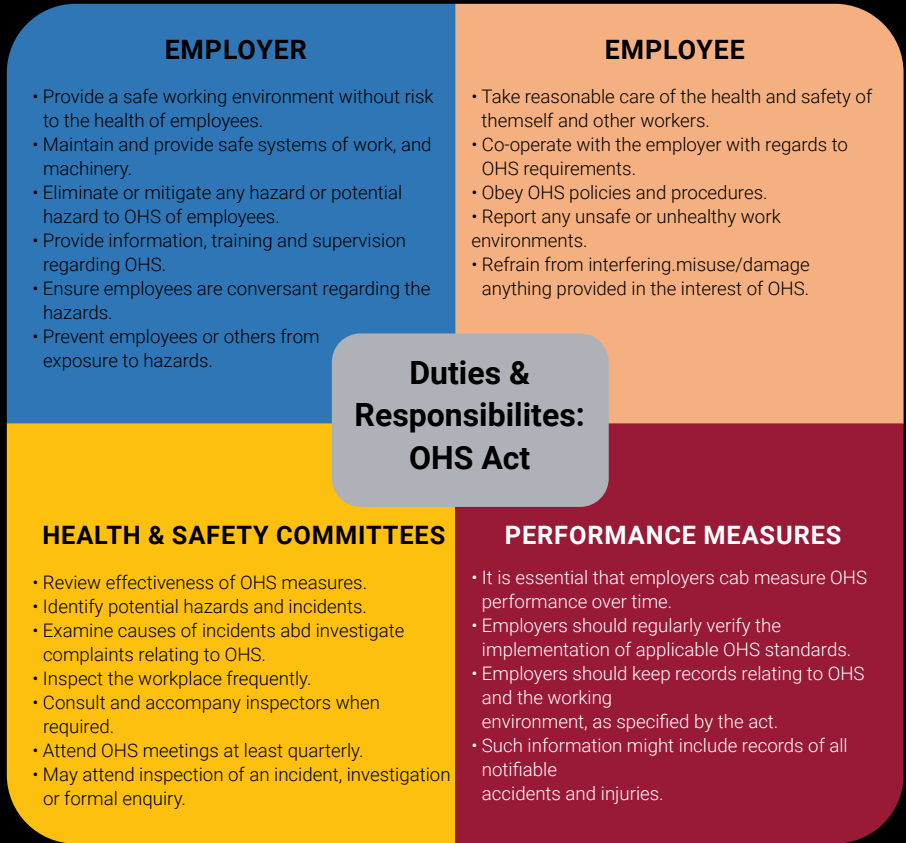 EMPLOYER
• Provide a safe working environment without risk
to the health of employees.
• Maintain and provide safe systems of work, and
machinery.
• Eliminate or mitigate any hazard or potential
hazard to OHS of employees.
• Provide information, training and supervision
regarding OHS.
• Ensure employees are conversant regarding the
hazards.
• Prevent employees or others from
exposure to hazards.
EMPLOYEE
• Take reasonable care of the health and safety of
themself and other workers.
• Co-operate with the employer with regards to
OHS requirements.
• Obey OHS policies and procedures.
• Report any unsafe or unhealthy work
environments.
• Refrain from interfering.misuse/damage
anything provided in the interest of OHS.
Duties &
Responsibilites:
OHS Act
HEALTH & SAFETY COMMITTEES
• Review effectiveness of OHS measures.
• Identify potential hazards and incidents.
• Examine causes of incidents abd investigate
complaints relating to OHS.
• Inspect the workplace frequently.
• Consult and accompany inspectors when
required.
• Attend OHS meetings at least quarterly.
• May attend inspection of an incident, investigation
or formal enquiry.
PERFORMANCE MEASURES
• It is essential that employers cab measure OHS
performance over time.
• Employers should regularly verify the
implementation of applicable OHS standards.
• Employers should keep records relating to OHS
and the working
environment, as specified by the act.
• Such information might include records of all
notifiable
accidents and injuries.